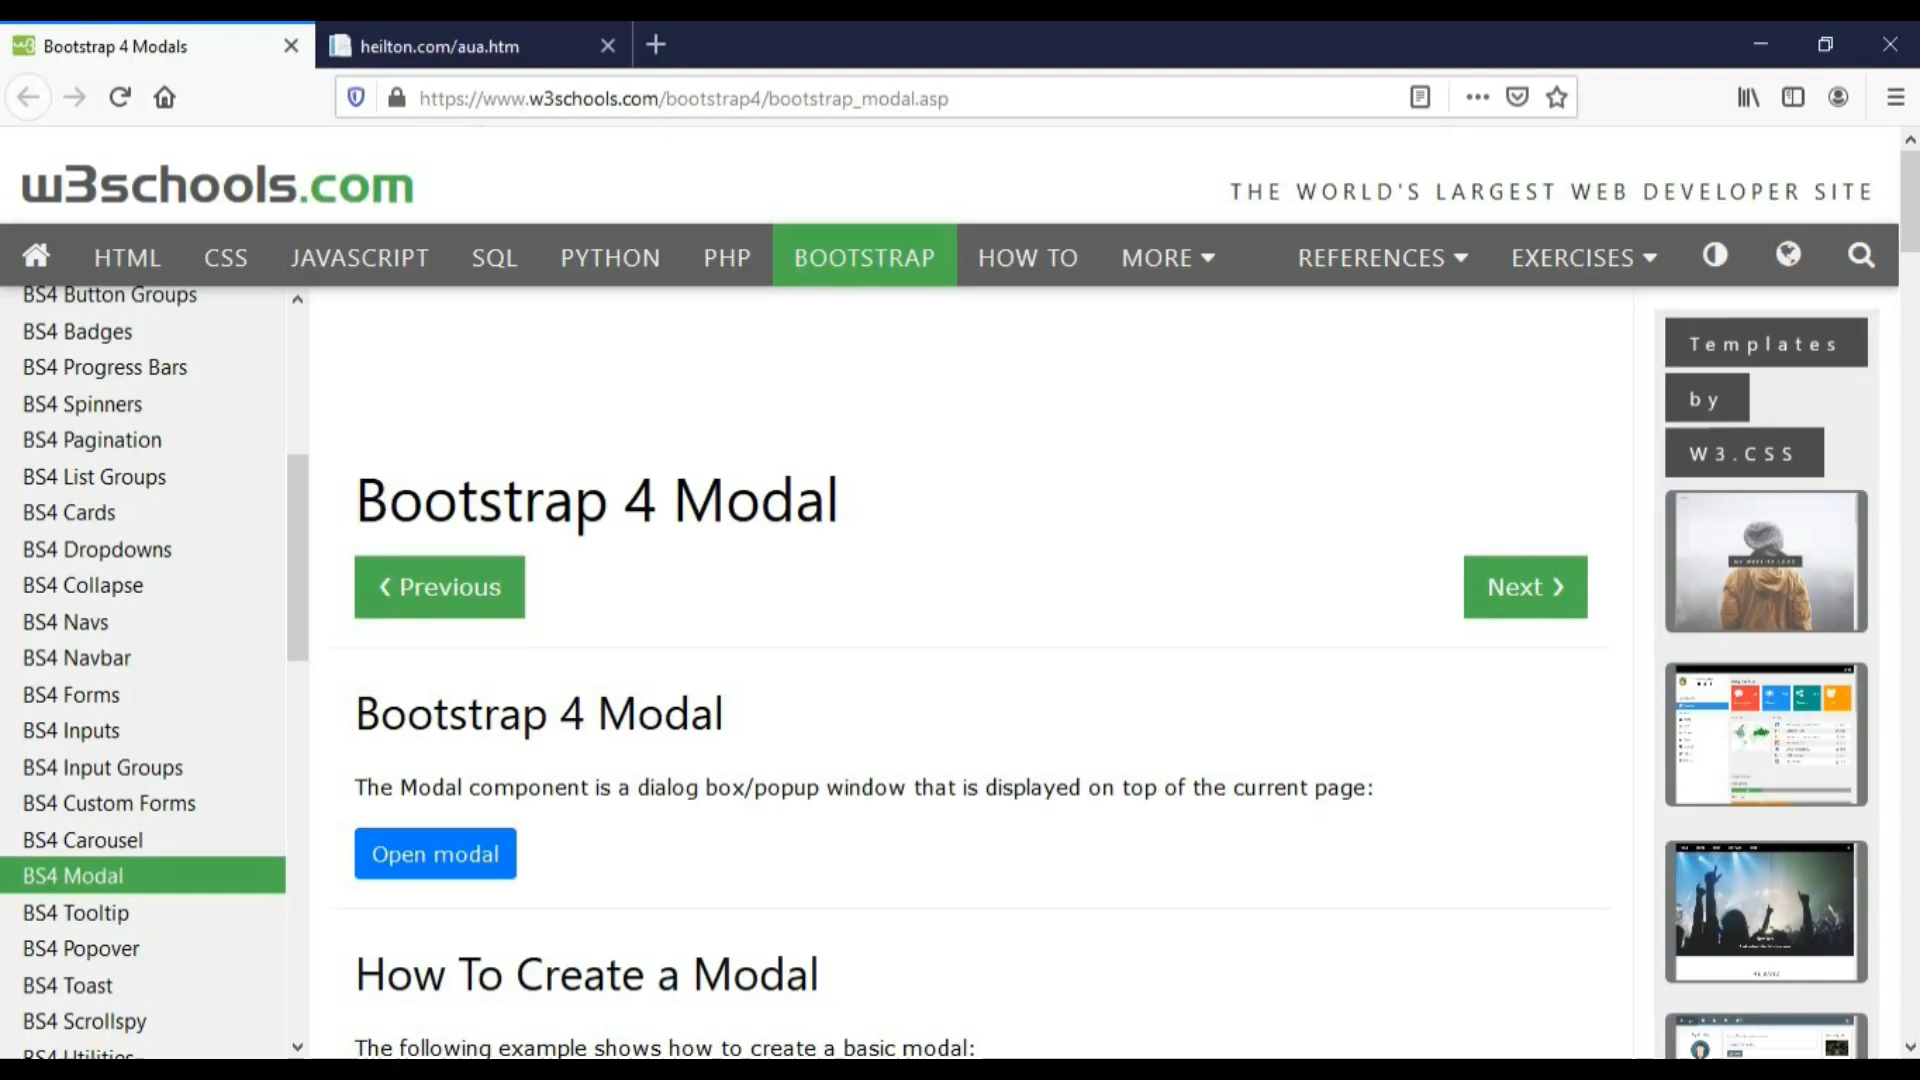 Bootstrap 4 Modals
heilton.com/aua.htm
https://www.w3schools.com/bootstrap4/bootstrap_modal.asp
w3schools.com
THE WORLD'S LARGEST WEB DEVELOPER SITE
HTML CSS JAVASCRIPT SQL PYTHON PHP BOOTSTRAP HOW TO MORE REFERENCES EXERCISES
BS4 Button Groups
BS4 Badges
BS4 Progress Bars
BS4 Spinners
BS4 Pagination
BS4 List Groups
BS4 Cards
BS4 Dropdowns
BS4 Collapse
BS4 Navs
BS4 Navbar
BS4 Forms
BS4 Inputs
BS4 Input Groups
BS4 Custom Forms
BS4 Carousel
BS4 Modal
BS4 Tooltip
BS4 Popover
BS4 Toast
BS4 Scrollspy
BS4 Utilities
Bootstrap 4 Modal
❮ Previous
Next ❯
Bootstrap 4 Modal
The Modal component is a dialog box/popup window that is displayed on top of the current page:
Open modal
How To Create a Modal
The following example shows how to create a basic modal:
Templates
by
W3.CSS